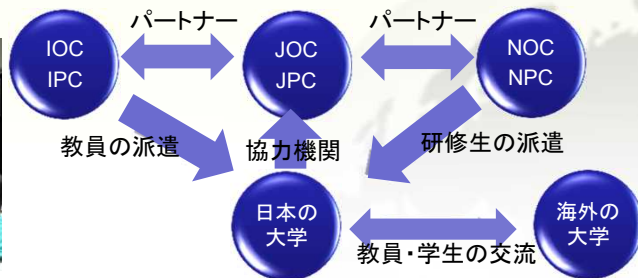 パートナー
パートナー
IOC
IPC
JOC
JPC
NOC
NPC
教員の派遣
協力機関
研修生の派遣
日本の
大学
海外の
大学
教員・学生の交流